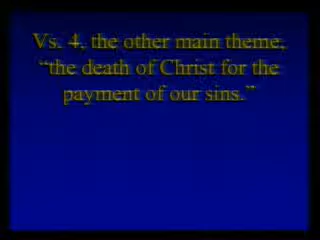 Vs. 4, the other main theme,
“the death of Christ for the
payment of our sins.”